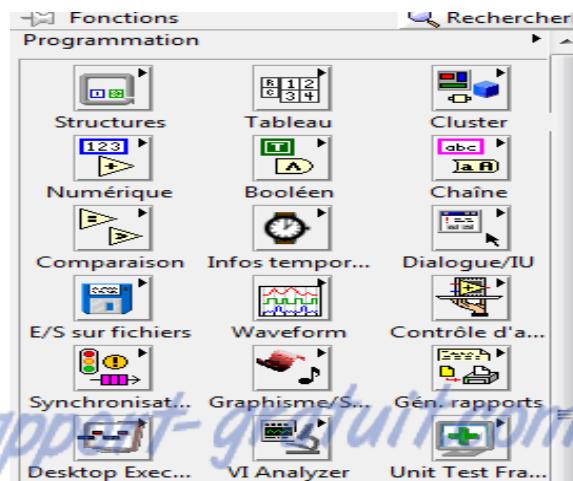 Fonctions Rechercher
Programmation
Structures Tableau Cluster
123 Numérique Booléen Chaîne
Comparaison Infos tempor... Dialogue/IU
E/S sur fichiers Waveform Contrôle d'a...
Synchronisat... Graphisme/S... Gén. rapports
Desktop Exec... VI Analyzer Unit Test Fra...